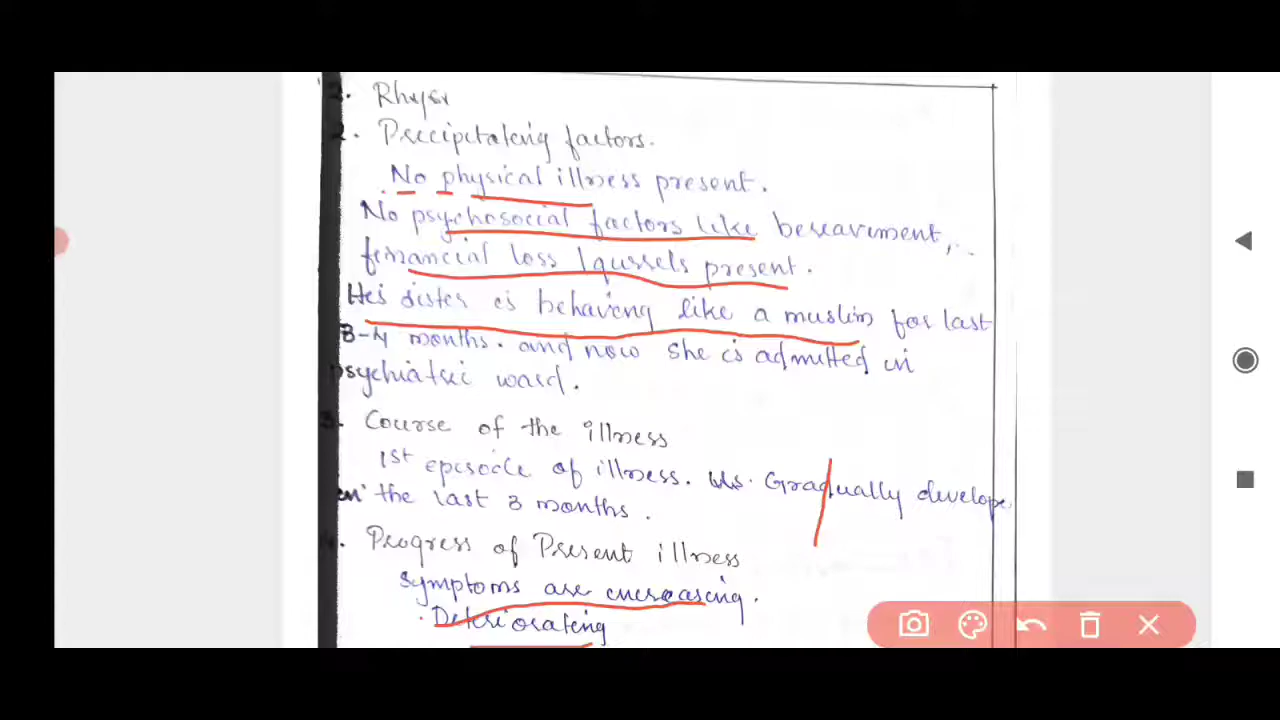 2. Precipitating factors.
No physical illness present.
No psychosocial factors like bereavement,
financial loss / qurrels present.
His sister is behaving like a muslim for last
3-4 months. and now she is admitted in
psychiatric ward.
3. Course of the illness
1st episode of illness. Gradually develope
in the last 3 months.
4. Progress of Present illness
Symptoms are increasing.
Deteriorating